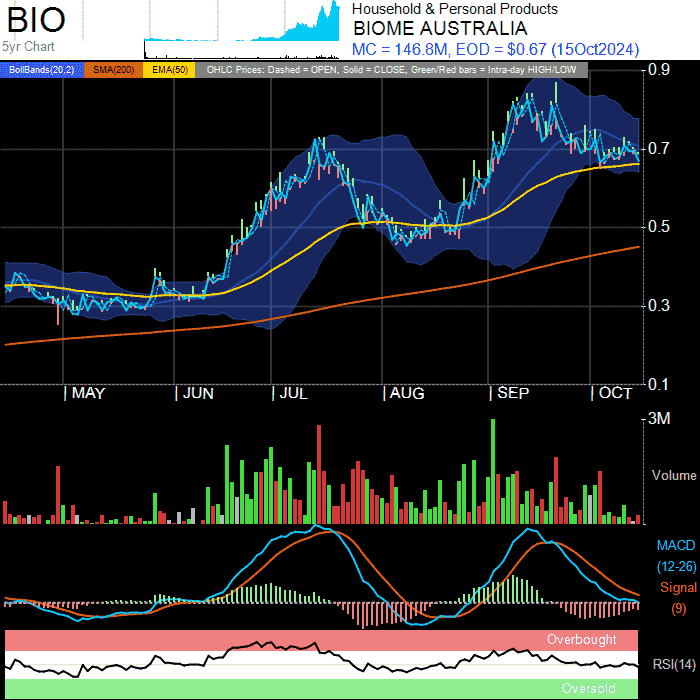 BIO
5yr Chart
Household & Personal Products
BIOME AUSTRALIA
MC = 146.8M, EOD = $0.67 (15Oct2024)
BollBands(20,2) SMA(200) EMA(50) OHLC Prices: Dashed = OPEN, Solid = CLOSE, Green/Red bars = Intra-day HIGH/LOW
0.9
0.7
0.5
0.3
0.1
MAY JUN JUL AUG SEP OCT
3M
Volume
MACD
(12-26)
Signal
(9)
Overbought
RSI(14)
Oversold